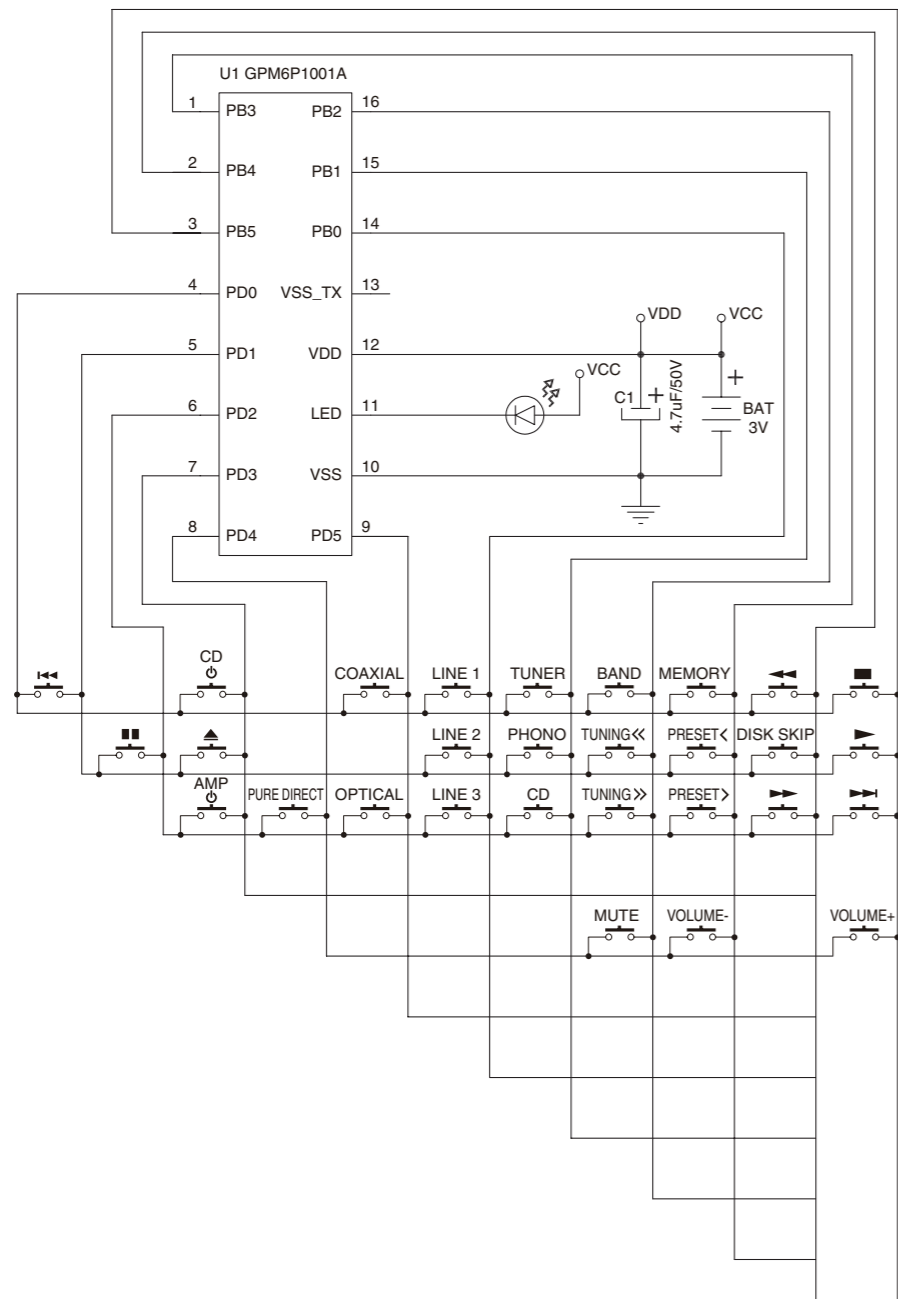 U1 GPM6P1001A
1 PB3 PB2 16
2 PB4 PB1 15
3 PB5 PB0 14
4 PD0 VSS_TX 13
5 PD1 VDD 12
6 PD2 LED 11
7 PD3 VSS 10
8 PD4 PD5 9
VDD VCC
VCC
C1 + 4.7uF/50V
+ BAT
3V
CD
COAXIAL LINE 1 TUNER BAND MEMORY
LINE 2 PHONO TUNING<< PRESET< DISK SKIP
AMP
PURE DIRECT OPTICAL LINE 3 CD TUNING>> PRESET>
MUTE VOLUME- VOLUME+